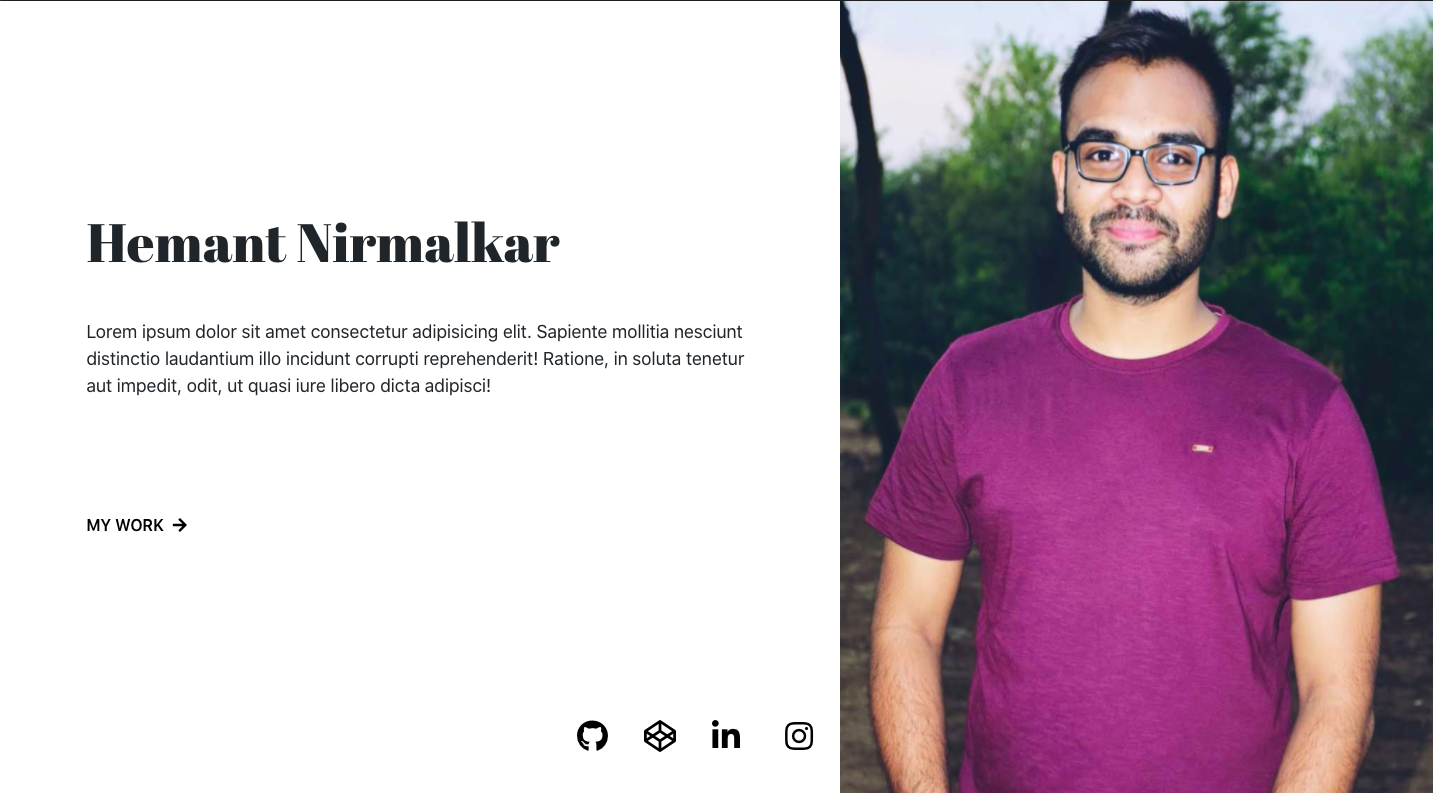 Hemant Nirmalkar
Lorem ipsum dolor sit amet consectetur adipisicing elit. Sapiente mollitia nesciunt
distinctio laudantium illo incidunt corrupti reprehenderit! Ratione, in soluta tenetur
aut impedit, odit, ut quasi iure libero dicta adipisci!
MY WORK →
in